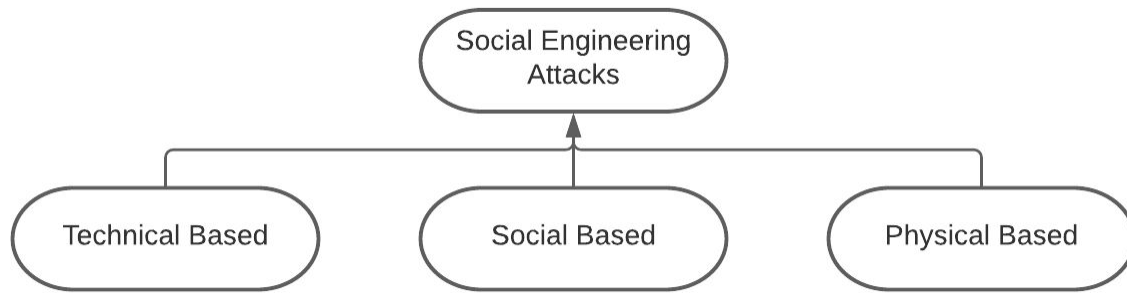 Social Engineering
Attacks
Technical Based
Social Based
Physical Based